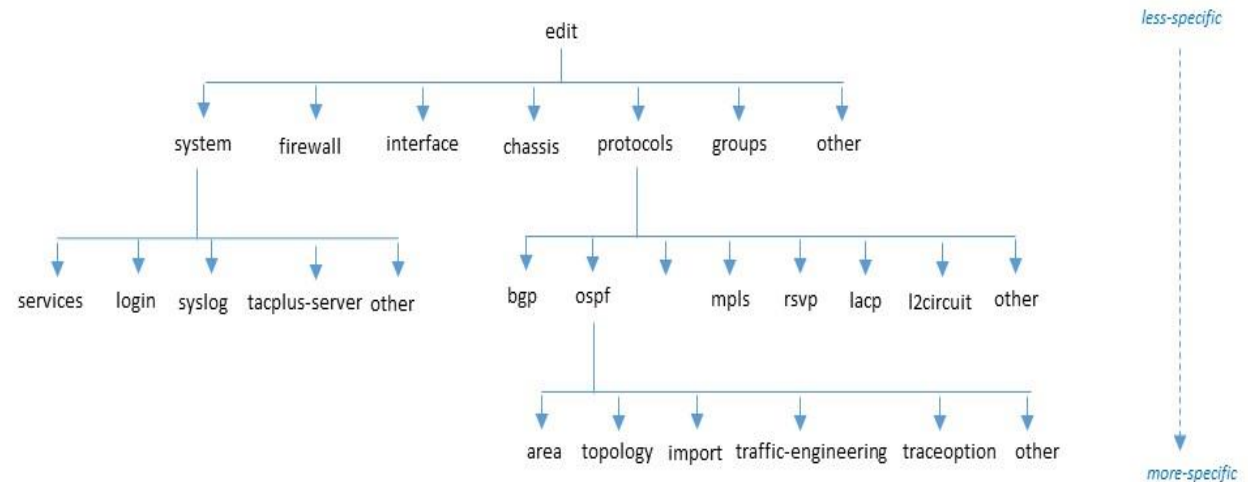 less-specific
edit
system firewall interface chassis protocols groups other
services login syslog tacplus-server other bgp ospf mpls rsvp lacp l2circuit other
area topology import traffic-engineering traceoption other
more-specific